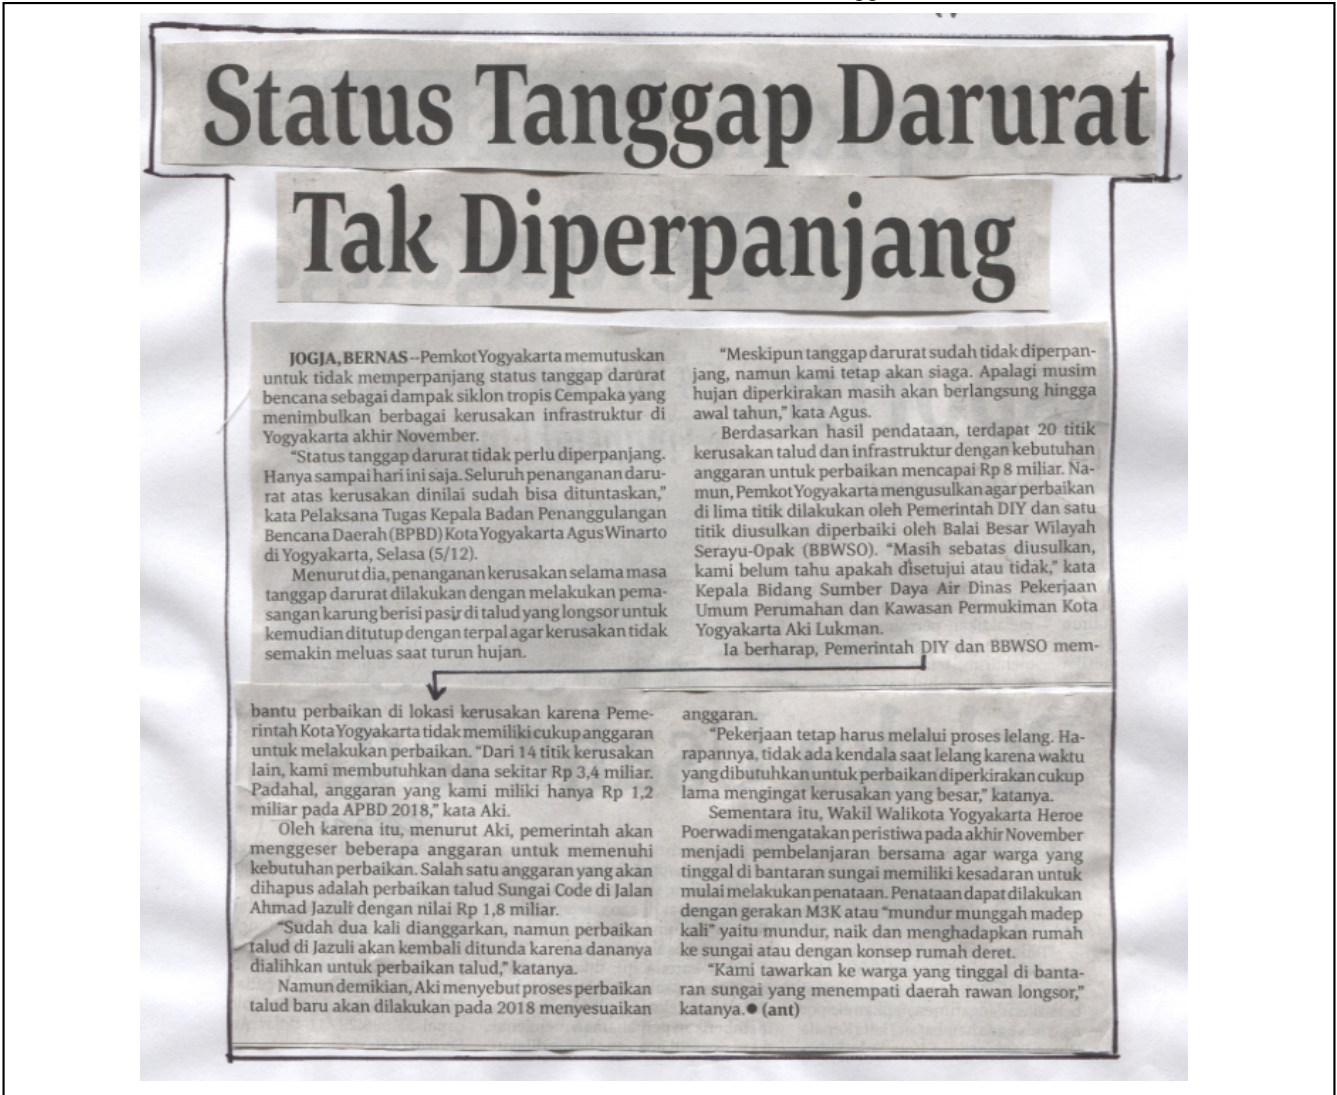 Status Tanggap Darurat
Tak Diperpanjang
JOGJA, BERNAS--Pemkot Yogyakarta memutuskan
untuk tidak memperpanjang status tanggap darurat
bencana sebagai dampak siklon tropis Cempaka yang
menimbulkan berbagai kerusakan infrastruktur di
Yogyakarta akhir November.
"Status tanggap darurat tidak perlu diperpanjang.
Hanya sampai hari ini saja. Seluruh penanganan daru-
rat atas kerusakan dinilai sudah bisa dituntaskan,"
kata Pelaksana Tugas Kepala Badan Penanggulangan
Bencana Daerah (BPBD) Kota Yogyakarta Agus Winarto
di Yogyakarta, Selasa (5/12).
Menurut dia, penanganan kerusakan selama masa
tanggap darurat dilakukan dengan melakukan pema-
sangan karung berisi pasir di talud yang longsor untuk
kemudian ditutup dengan terpal agar kerusakan tidak
semakin meluas saat turun hujan.
"Meskipun tanggap darurat sudah tidak diperpan-
jang, namun kami tetap akan siaga. Apalagi musim
hujan diperkirakan masih akan berlangsung hingga
awal tahun," kata Agus.
Berdasarkan hasil pendataan, terdapat 20 titik
kerusakan talud dan infrastruktur dengan kebutuhan
anggaran untuk perbaikan mencapai Rp 8 miliar. Na-
mun, Pemkot Yogyakarta mengusulkan agar perbaikan
di lima titik dilakukan oleh Pemerintah DIY dan satu
titik diusulkan diperbaiki oleh Balai Besar Wilayah
Serayu-Opak (BBWSO). "Masih sebatas diusulkan,
kami belum tahu apakah disetujui atau tidak," kata
Kepala Bidang Sumber Daya Air Dinas Pekerjaan
Umum Perumahan dan Kawasan Permukiman Kota
Yogyakarta Aki Lukman.
Ia berharap, Pemerintah DIY dan BBWSO mem-
bantu perbaikan di lokasi kerusakan karena Peme-
rintah Kota Yogyakarta tidak memiliki cukup anggaran
untuk melakukan perbaikan. "Dari 14 titik kerusakan
lain, kami membutuhkan dana sekitar Rp 3,4 miliar.
Padahal, anggaran yang kami miliki hanya Rp 1,2
miliar pada APBD 2018," kata Aki.
Oleh karena itu, menurut Aki, pemerintah akan
menggeser beberapa anggaran untuk memenuhi
kebutuhan perbaikan. Salah satu anggaran yang akan
dihapus adalah perbaikan talud Sungai Code di Jalan
Ahmad Jazuli dengan nilai Rp 1,8 miliar.
"Sudah dua kali dianggarkan, namun perbaikan
talud di Jazuli akan kembali ditunda karena dananya
dialihkan untuk perbaikan talud," katanya.
Namun demikian, Aki menyebut proses perbaikan
talud baru akan dilakukan pada 2018 menyesuaikan
anggaran.
"Pekerjaan tetap harus melalui proses lelang. Ha-
rapannya, tidak ada kendala saat lelang karena waktu
yang dibutuhkan untuk perbaikan diperkirakan cukup
lama mengingat kerusakan yang besar," katanya.
Sementara itu, Wakil Walikota Yogyakarta Heroe
Poerwadi mengatakan peristiwa pada akhir November
menjadi pembelanjaran bersama agar warga yang
tinggal di bantaran sungai memiliki kesadaran untuk
mulai melakukan penataan. Penataan dapat dilakukan
dengan gerakan M3K atau "mundur munggah madep
kali" yaitu mundur, naik dan menghadapkan rumah
ke sungai atau dengan konsep rumah deret.
"Kami tawarkan ke warga yang tinggal di banta-
ran sungai yang menempati daerah rawan longsor,"
katanya.● (ant)